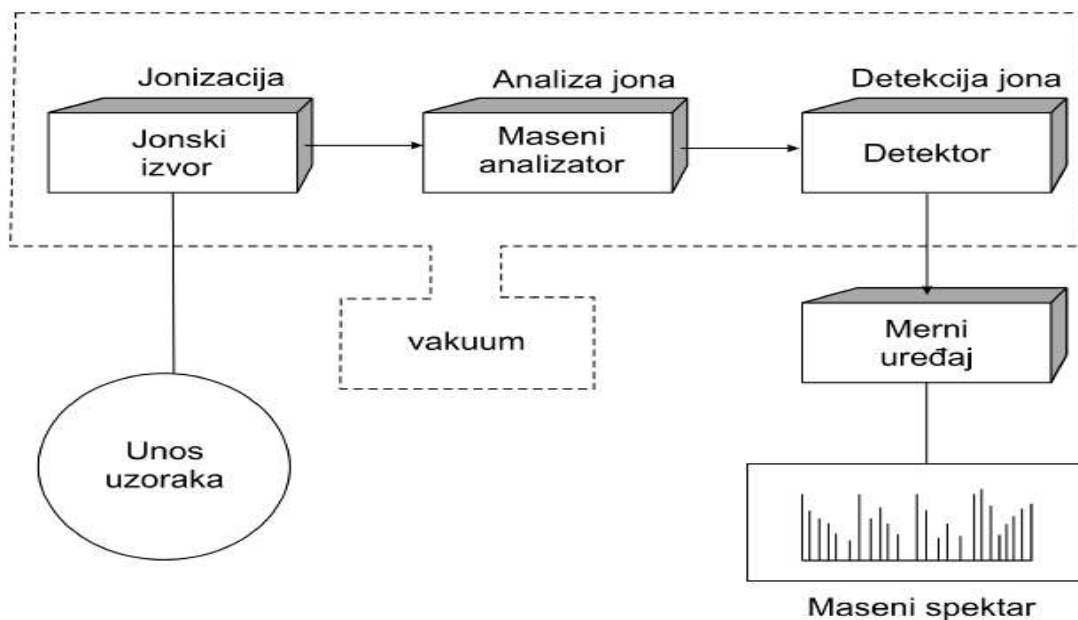 Jonizacija
Analiza jona
Detekcija jona
Jonski
izvor
Maseni
analizator
Detektor
vakuum
Merni
uređaj
Unos
uzoraka
Maseni spektar